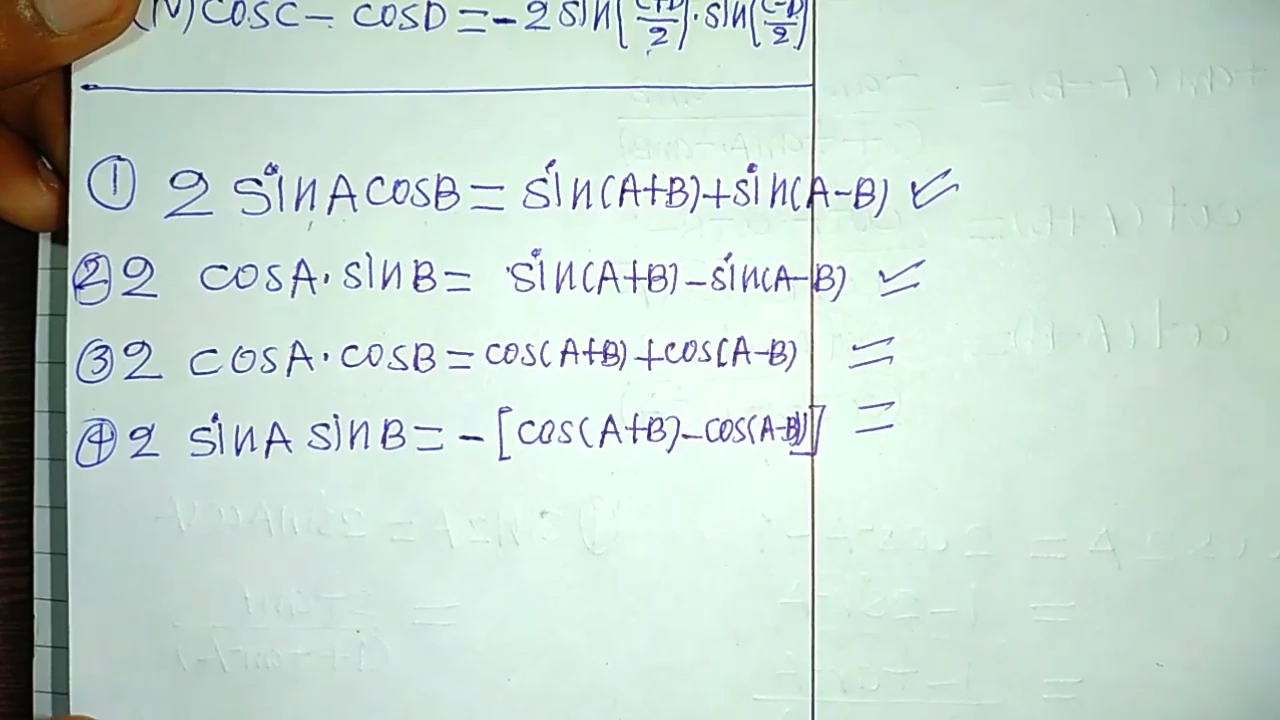 (IV) cosC - cosD = -2 sin(C+D/2) · sin(C-D/2)
① 2 sinA cosB = sin(A+B)+sin(A-B)
② 2 cosA · sinB = sin(A+B) - sin(A-B)
③ 2 cosA · cosB = cos(A+B) + cos(A-B)
④ 2 sinA sinB = -[cos(A+B) - cos(A-B)]